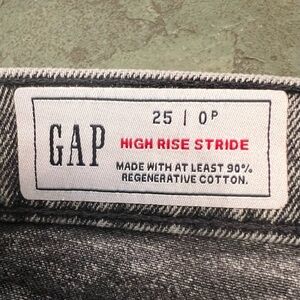 25 | 0P
GAP
HIGH RISE STRIDE
MADE WITH AT LEAST 90%
REGENERATIVE COTTON.